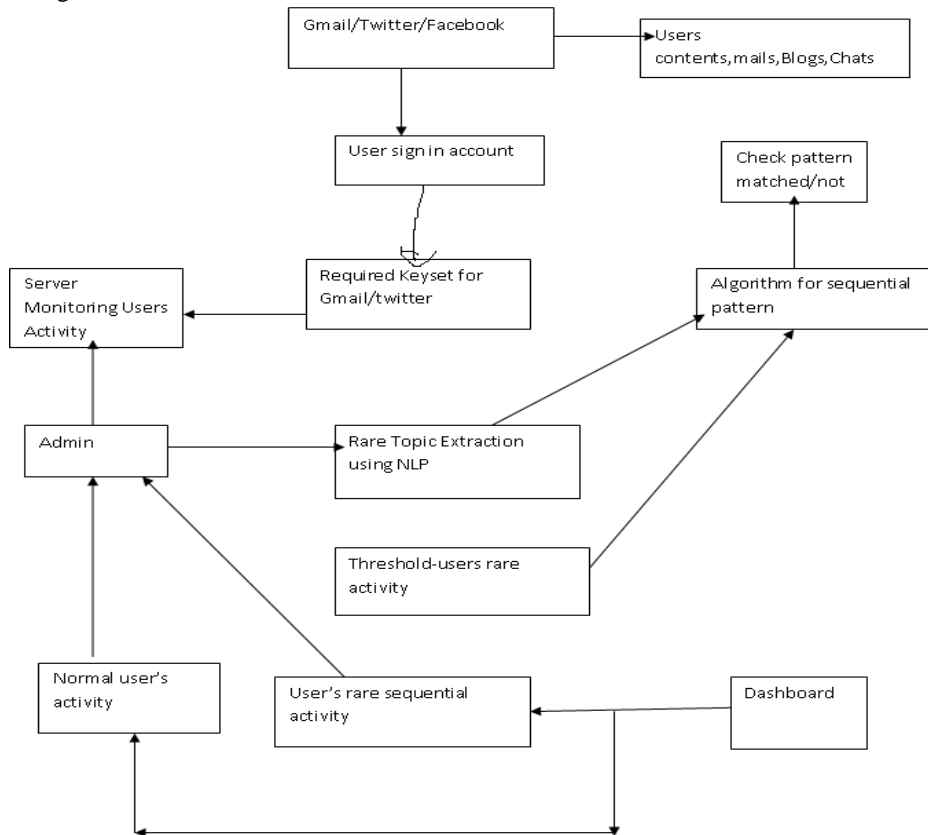 Gmail/Twitter/Facebook
Users
contents,mails,Blogs,Chats
User sign in account
Check pattern
matched/not
Required Keyset for
Gmail/twitter
Server
Monitoring Users
Activity
Algorithm for sequential
pattern
Admin
Rare Topic Extraction
using NLP
Threshold-users rare
activity
Normal user's
activity
User's rare sequential
activity
Dashboard